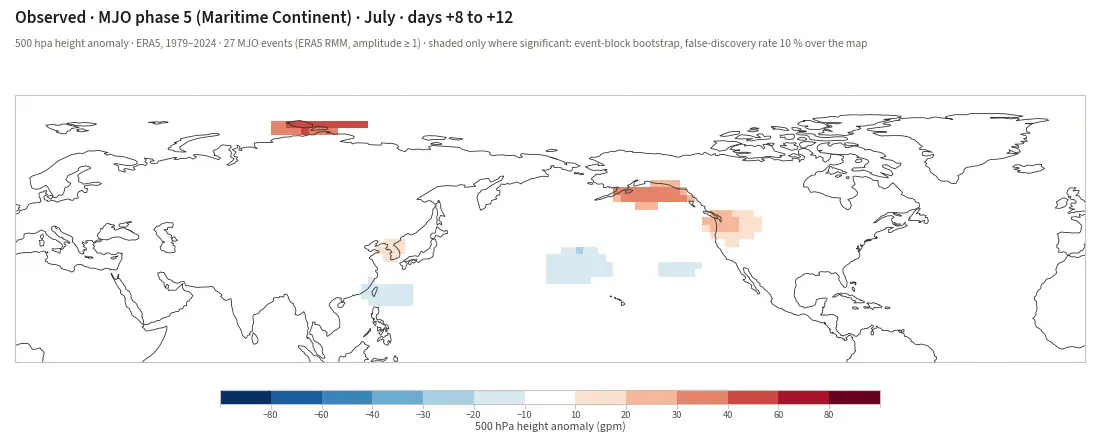 Observed · MJO phase 5 (Maritime Continent) · July · days +8 to +12
500 hpa height anomaly · ERA5, 1979–2024 · 27 MJO events (ERA5 RMM, amplitude ≥ 1) · shaded only where significant: event-block bootstrap, false-discovery rate 10 % over the map
−80 −60 −40 −30 −20 −10 10 20 30 40 60 80
500 hPa height anomaly (gpm)